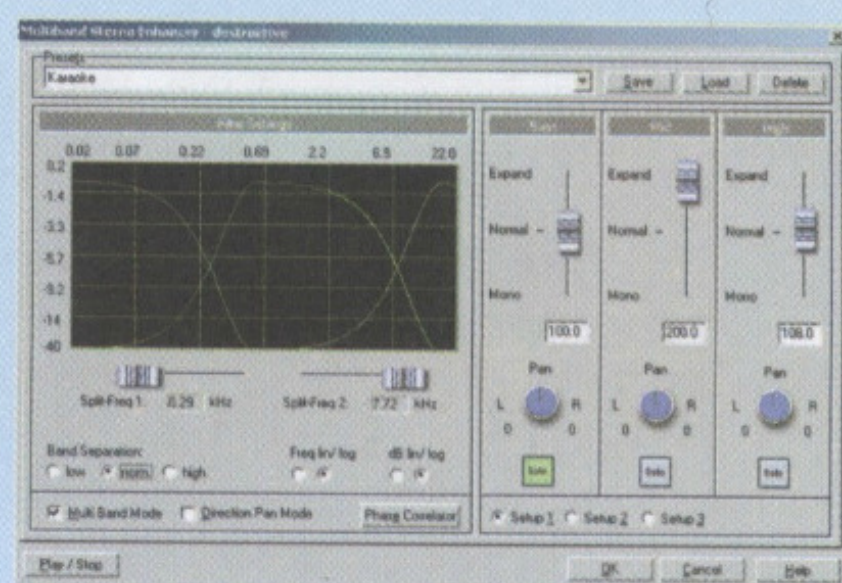 Multiband Stereo Enhancer - destructive
Presets
Karaoke
Save
Load
Delete
Filter Settings
0.02 0.07 0.22 0.69 2.2 6.9 22.0
0.2
-1.4
-3.3
-5.7
-9.2
-14
-40
Split-Freq 1: 0.29 kHz
Split-Freq 2: 7.72 kHz
Band Separation:
low norm. high
Freq lin/ log
dB lin/ log
Multi Band Mode
Direction Pan Mode
Phase Correlator
Mid
High
Expand
Normal -
Mono
100.0
Pan
L R
0 0
Solo
Expand
Normal -
Mono
200.0
Pan
L R
0 0
Solo
Expand
Normal -
Mono
108.0
Pan
L R
0 0
Solo
Setup 1 Setup 2 Setup 3
Play / Stop
OK
Cancel
Help